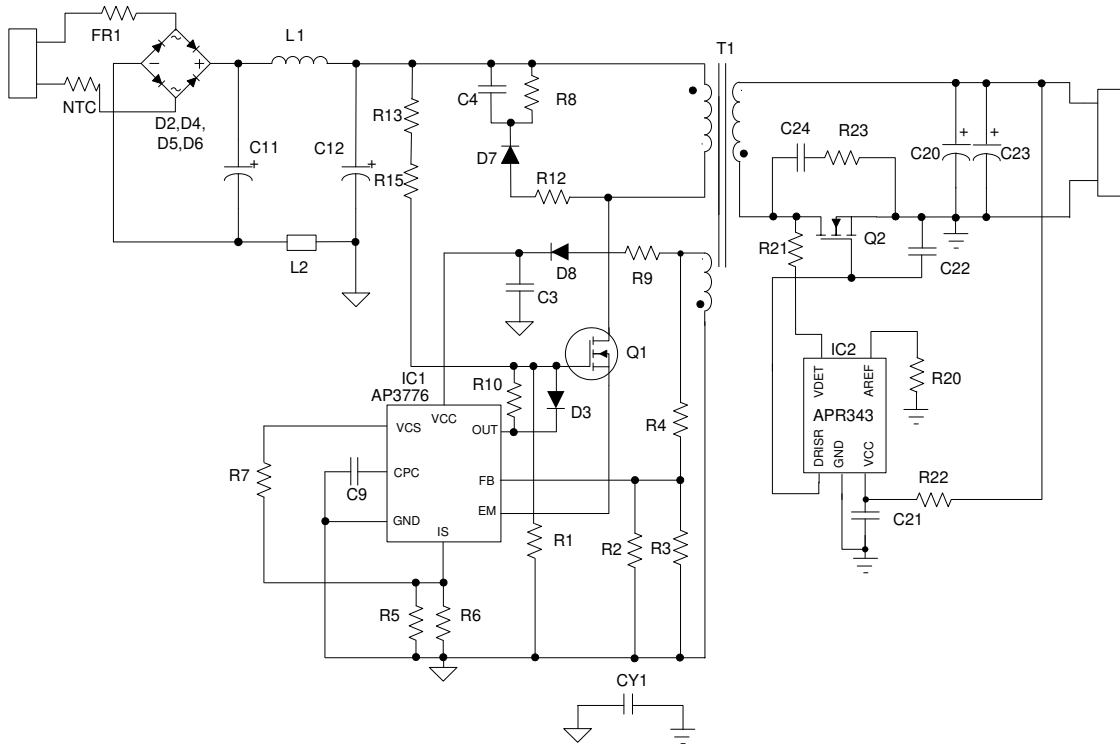 FR1
NTC
~
−
+
~
D2,D4,
D5,D6
L1
C11
+
C12
+
L2
R13
R15
C4
R8
D7
R12
T1
C24
R23
C20
+
+
C23
R21
Q2
C22
D8
R9
C3
Q1
R10
D3
IC1
AP3776
VCC
VCS
OUT
CPC
FB
GND
EM
IS
R7
C9
R4
R1
R2
R3
R5
R6
IC2
VDET
AREF
APR343
DRISR
GND
VCC
R20
R22
C21
CY1